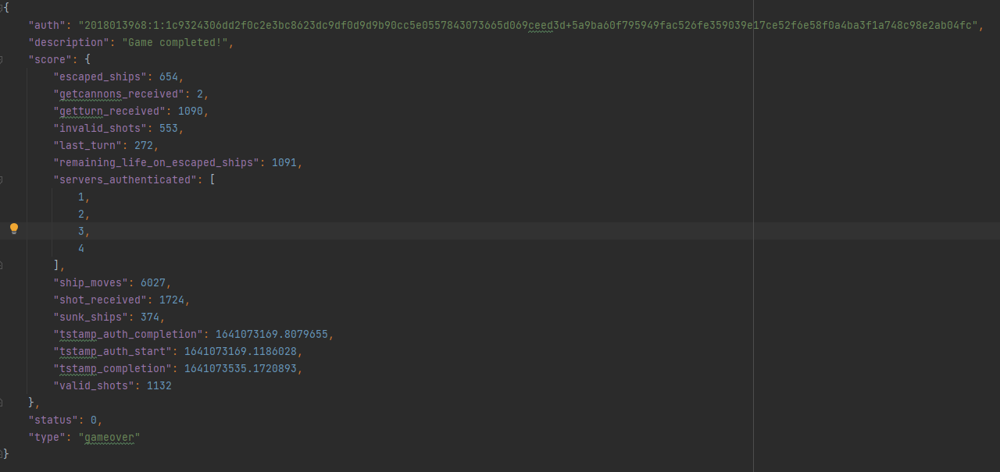 {
    "auth": "2018013968:1:1c9324306dd2f0c2e3bc8623dc9df0d9d9b90cc5e0557843073665d069ceed3d+5a9ba60f795949fac526fe359039e17ce52f6e58f0a4ba3f1a748c98e2ab04fc",
    "description": "Game completed!",
    "score": {
        "escaped_ships": 654,
        "getcannons_received": 2,
        "getturn_received": 1090,
        "invalid_shots": 553,
        "last_turn": 272,
        "remaining_life_on_escaped_ships": 1091,
        "servers_authenticated": [
            1,
            2,
            3,
            4
        ],
        "ship_moves": 6027,
        "shot_received": 1724,
        "sunk_ships": 374,
        "tstamp_auth_completion": 1641073169.8079655,
        "tstamp_auth_start": 1641073169.1186028,
        "tstamp_completion": 1641073535.1720893,
        "valid_shots": 1132
    },
    "status": 0,
    "type": "gameover"
}